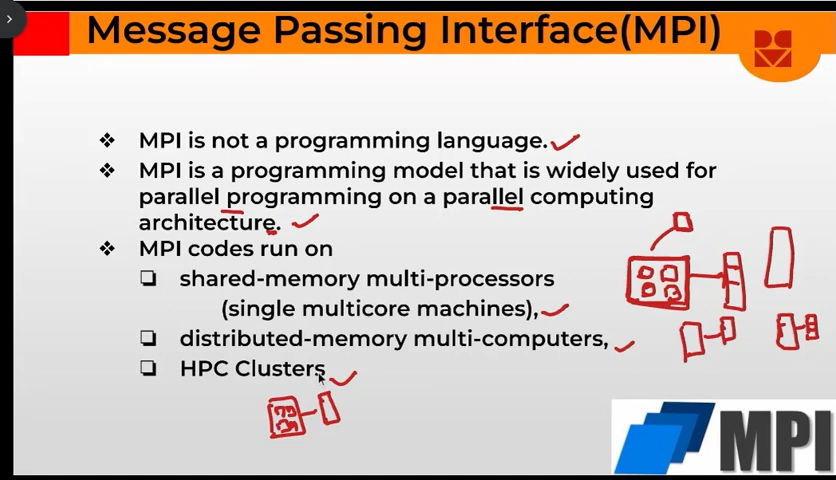 Message Passing Interface(MPI)
❖ MPI is not a programming language.
❖ MPI is a programming model that is widely used for
parallel programming on a parallel computing
architecture.
❖ MPI codes run on
❏ shared-memory multi-processors
(single multicore machines),
❏ distributed-memory multi-computers,
❏ HPC Clusters
MPI